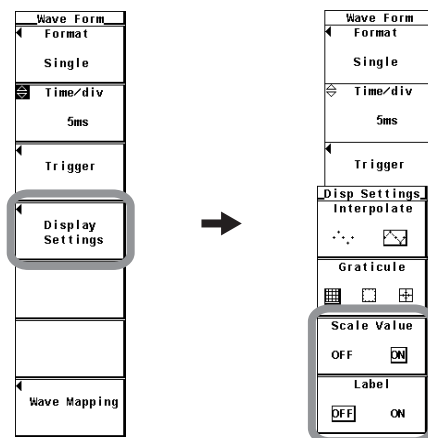 Wave Form
Format
Single
Time/div
5ms
Trigger
Display
Settings
Wave Mapping
Wave Form
Format
Single
Time/div
5ms
Trigger
Disp Settings
Interpolate
Graticule
Scale Value
OFF ON
Label
OFF ON